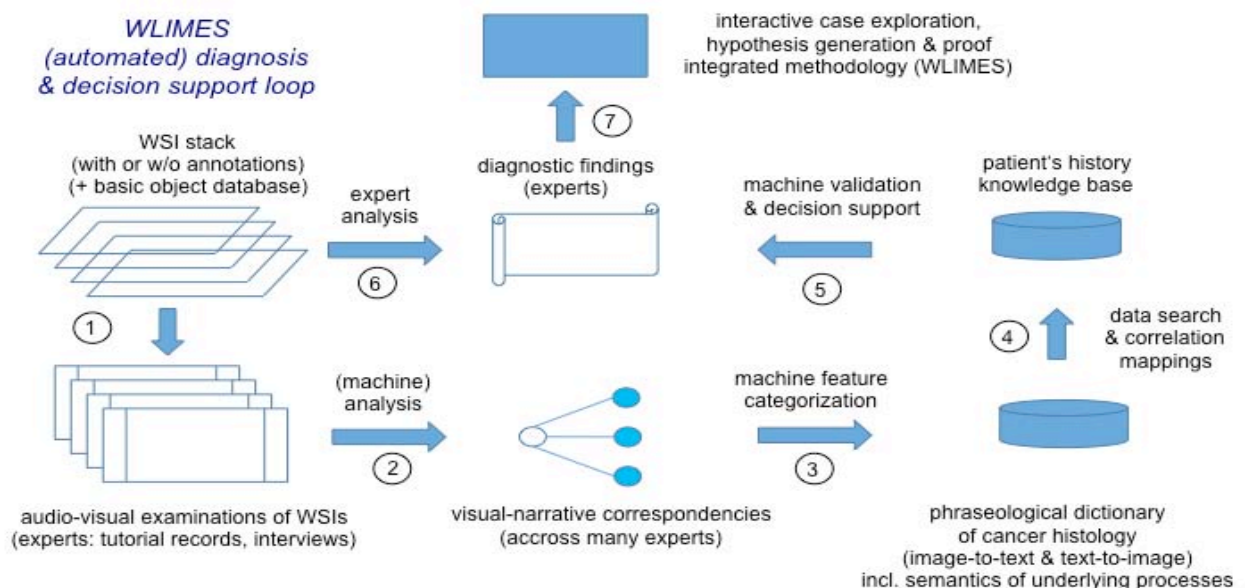 WLIMES
(automated) diagnosis
& decision support loop
interactive case exploration,
hypothesis generation & proof
integrated methodology (WLIMES)
7
WSI stack
(with or w/o annotations)
(+ basic object database)
expert
analysis
6
diagnostic findings
(experts)
machine validation
& decision support
5
patient's history
knowledge base
1
4
data search
& correlation
mappings
(machine)
analysis
2
machine feature
categorization
3
audio-visual examinations of WSIs
(experts: tutorial records, interviews)
visual-narrative correspondencies
(accross many experts)
phraseological dictionary
of cancer histology
(image-to-text & text-to-image)
incl. semantics of underlying processes